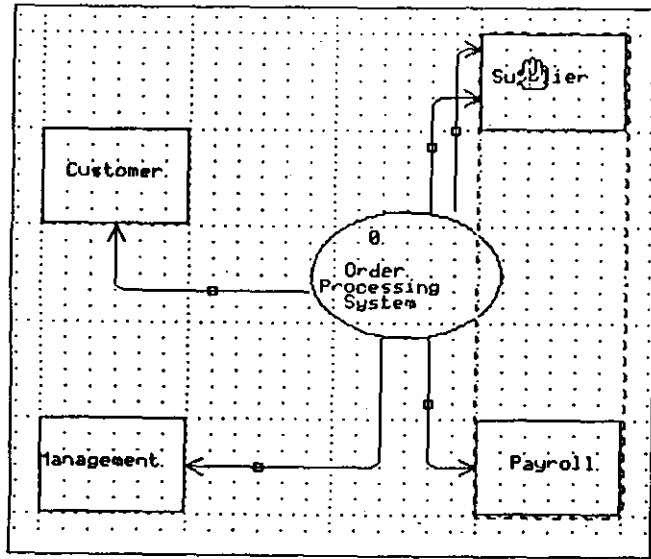 Customer
0
Order
Processing
System
Management
Payroll